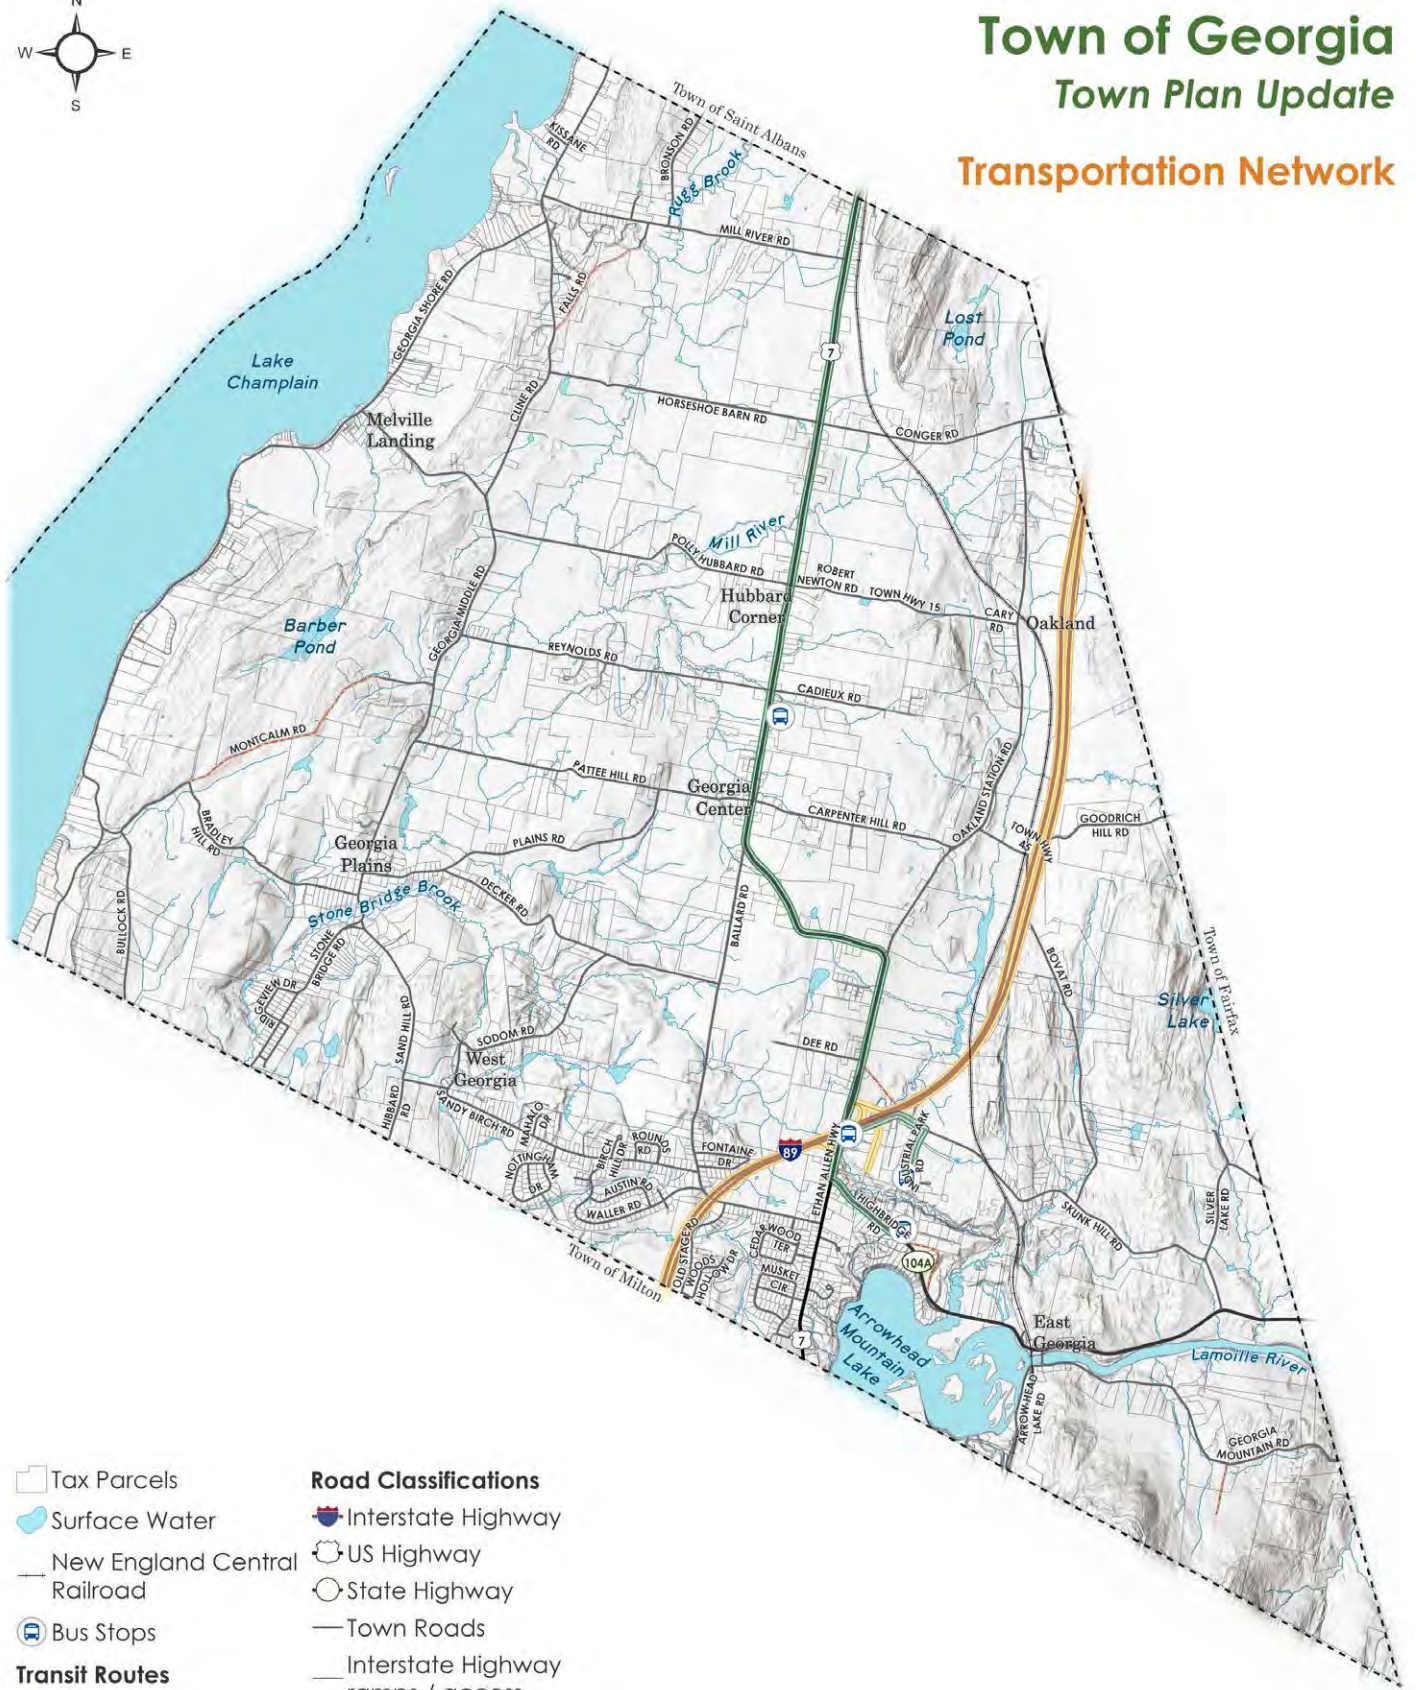 N
W
E
S
Town of Georgia
Town Plan Update
Transportation Network
Town of Saint Albans
KISSANE
RD
BRONSON RD
Rugg Brook
MILL RIVER RD
FALLS RD
GEORGIA SHORE RD
7
Lost
Pond
Lake
Champlain
CLINE RD
HORSESHOE BARN RD
CONGER RD
Melville
Landing
Mill River
POLLY HUBBARD RD
ROBERT
NEWTON RD
TOWN HWY 15
CARY
RD
Hubbard
Corner
Oakland
GEORGIA MIDDLE RD
Barber
Pond
REYNOLDS RD
CADIEUX RD
MONTCALM RD
PATTEE HILL RD
Georgia
Center
CARPENTER HILL RD
OAKLAND STATION RD
TOWN HWY
45
GOODRICH
HILL RD
BRADLEY
HILL RD
Georgia
Plains
PLAINS RD
DECKER RD
Stone Bridge Brook
BULLOCK RD
STONE
BRIDGE RD
BALLARD RD
BOVAT RD
Town of Fairfax
Silver
Lake
RIDGEVIEW DR
SAND HILL RD
SODOM RD
West
Georgia
DEE RD
HIBBARD
RD
SANDY BIRCH RD
MAHALO
DR
NOTTINGHAM
DR
BIRCH
HILL DR
ROUNDS
RD
FONTAINE
DR
89
ETHAN ALLEN HWY
INDUSTRIAL PARK
RD
AUSTIN RD
WALLER RD
HIGHBRIDGE
RD
SKUNK HILL RD
SILVER
LAKE RD
OLD STAGE RD
WOODS
HOLLOW DR
CEDARWOOD
TER
MUSKET
CIR
104A
Town of Milton
7
Arrowhead
Mountain
Lake
East
Georgia
Lamoille River
ARROWHEAD
LAKE RD
GEORGIA
MOUNTAIN RD
Tax Parcels
Surface Water
New England Central
Railroad
Bus Stops
Transit Routes
Road Classifications
Interstate Highway
US Highway
State Highway
Town Roads
Interstate Highway
ramps / access